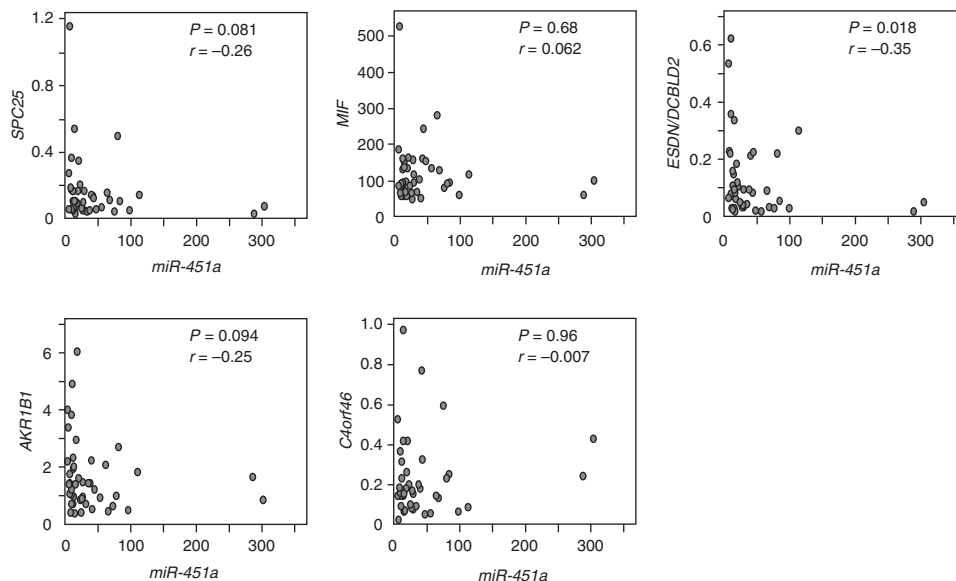 1.2
0.8
0.4
0
SPC25
P = 0.081
r = –0.26
0 100 200 300
miR-451a
500
400
300
200
100
0
MIF
P = 0.68
r = 0.062
0 100 200 300
miR-451a
0.6
0.4
0.2
0
ESDN/DCBLD2
P = 0.018
r = –0.35
0 100 200 300
miR-451a
6
5
4
3
2
1
0
AKR1B1
P = 0.094
r = –0.25
0 100 200 300
miR-451a
1.0
0.8
0.6
0.4
0.2
0.0
C4orf46
P = 0.96
r = –0.007
0 100 200 300
miR-451a